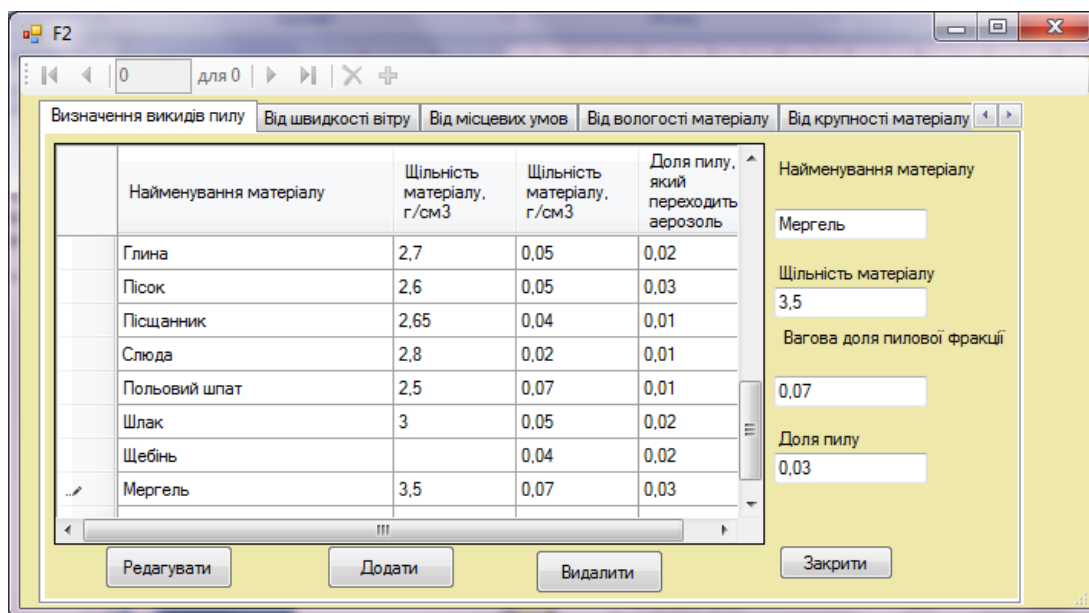 F2
0 для 0
Визначення викидів пилу Від швидкості вітру Від місцевих умов Від вологості матеріалу Від крупності матеріалу
Найменування матеріалу
Щільність
матеріалу,
г/см3
Щільність
матеріалу,
г/см3
Доля пилу,
який
переходить
аерозоль
Глина 2,7 0,05 0,02
Пісок 2,6 0,05 0,03
Пісщанник 2,65 0,04 0,01
Слюда 2,8 0,02 0,01
Польовий шпат 2,5 0,07 0,01
Шлак 3 0,05 0,02
Щебінь 0,04 0,02
Мергель 3,5 0,07 0,03
Найменування матеріалу
Мергель
Щільність матеріалу
3,5
Вагова доля пилової фракції
0,07
Доля пилу
0,03
Редагувати Додати Видалити Закрити